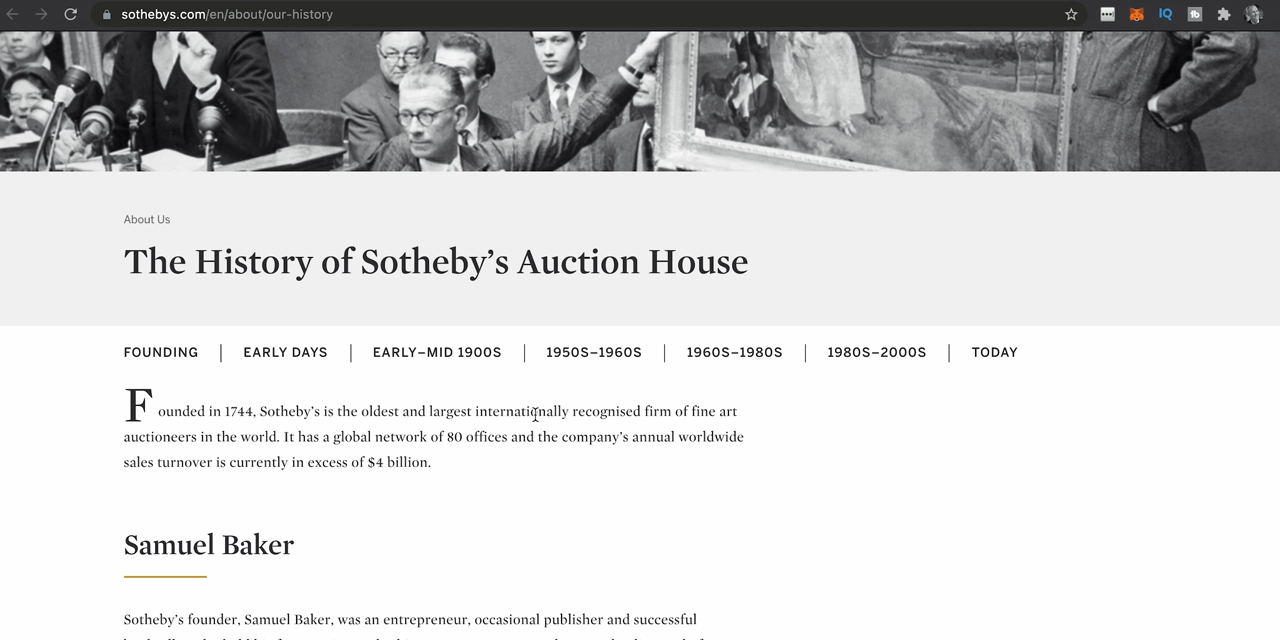 sothebys.com/en/about/our-history
IQ
tb
About Us
The History of Sotheby's Auction House
FOUNDING | EARLY DAYS | EARLY–MID 1900S | 1950S–1960S | 1960S–1980S | 1980S–2000S | TODAY
Founded in 1744, Sotheby's is the oldest and largest internationally recognised firm of fine art
auctioneers in the world. It has a global network of 80 offices and the company's annual worldwide
sales turnover is currently in excess of $4 billion.
Samuel Baker
Sotheby's founder, Samuel Baker, was an entrepreneur, occasional publisher and successful